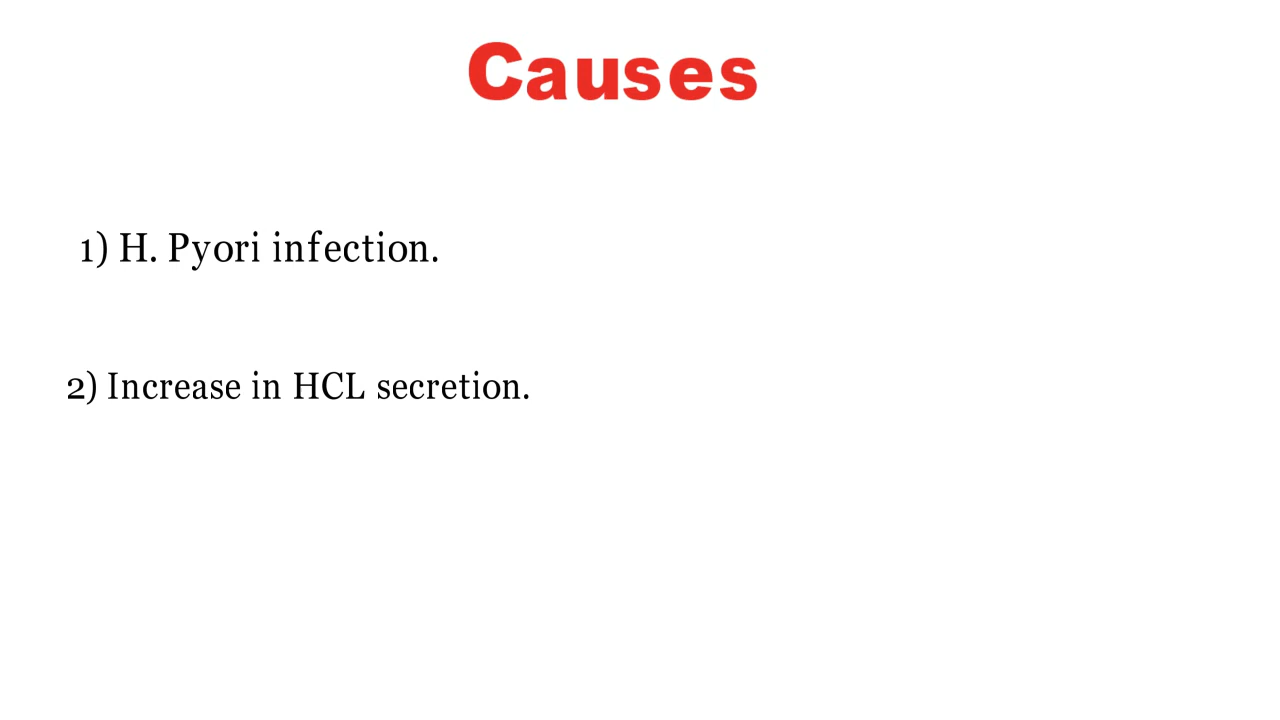 Causes
1) H. Pyori infection.
2) Increase in HCL secretion.